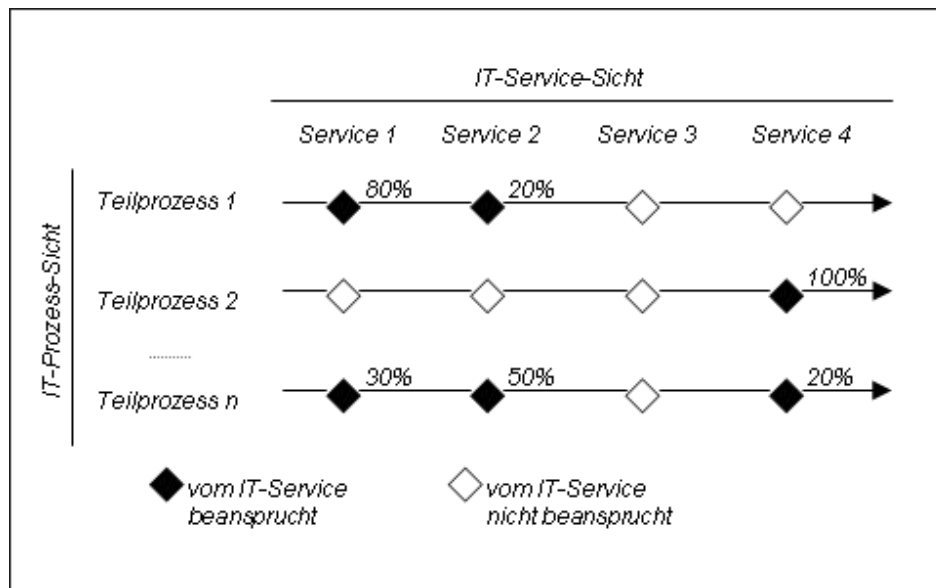 IT-Service-Sicht
Service 1 Service 2 Service 3 Service 4
IT-Prozess-Sicht
Teilprozess 1 80% 20%
Teilprozess 2 100%
..........
Teilprozess n 30% 50% 20%
vom IT-Service
beansprucht
vom IT-Service
nicht beansprucht